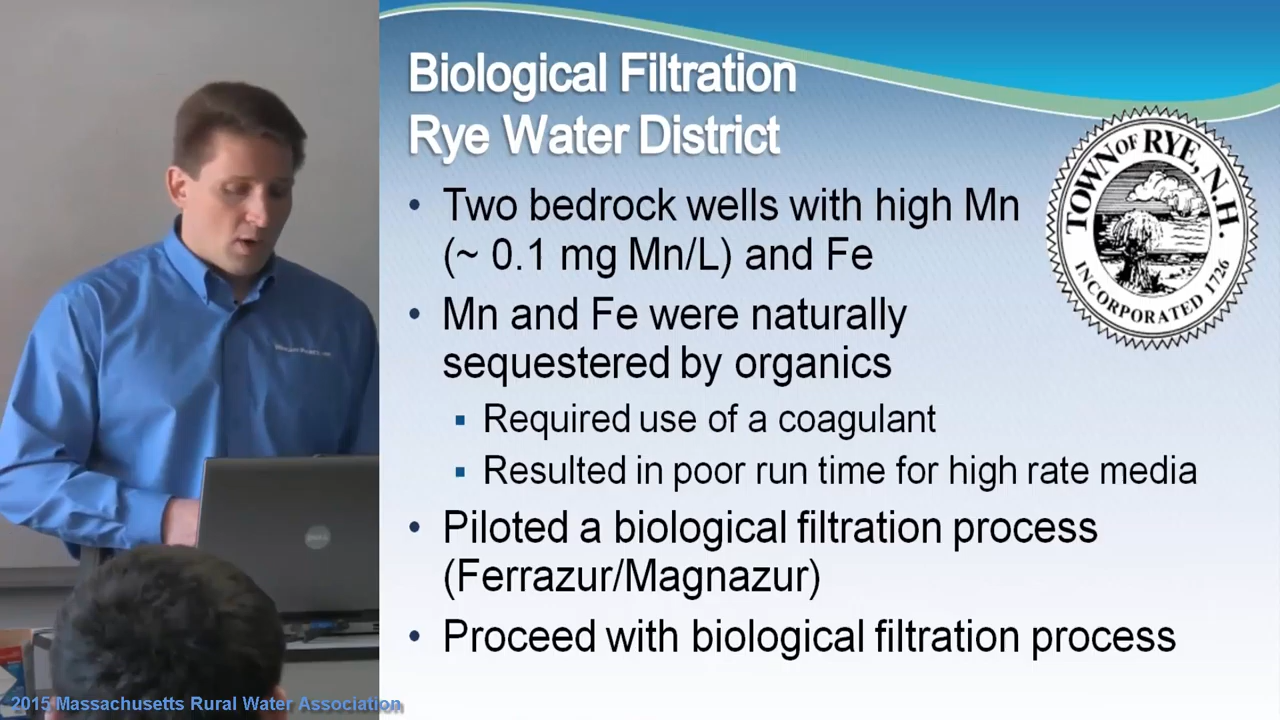 Biological Filtration
Rye Water District
• Two bedrock wells with high Mn
(~ 0.1 mg Mn/L) and Fe
• Mn and Fe were naturally
sequestered by organics
▪ Required use of a coagulant
▪ Resulted in poor run time for high rate media
• Piloted a biological filtration process
(Ferrazur/Magnazur)
• Proceed with biological filtration process
TOWN OF RYE, N.H.
INCORPORATED 1726
DELL
2015 Massachusetts Rural Water Association